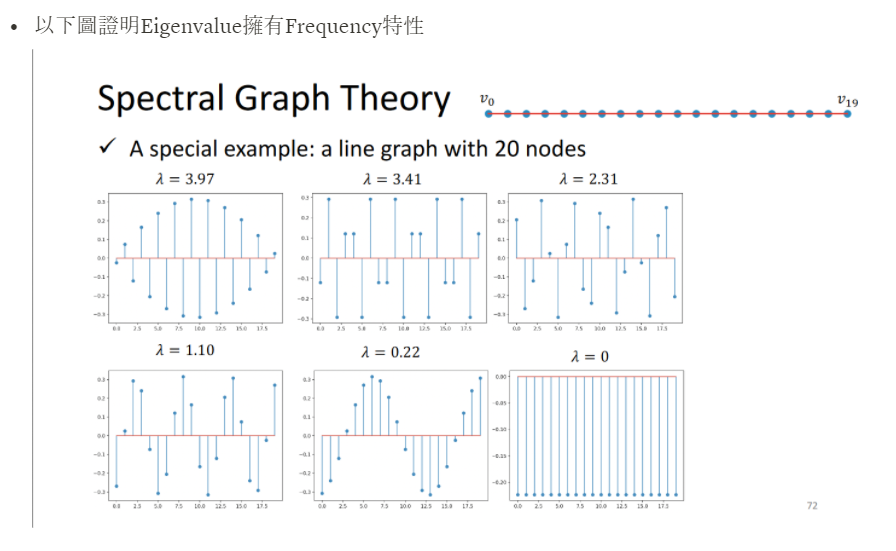 • 以下圖證明Eigenvalue擁有Frequency特性
Spectral Graph Theory
v₀
v₁₉
✓ A special example: a line graph with 20 nodes
λ = 3.97
λ = 3.41
λ = 2.31
0.3
0.2
0.1
0.0
−0.1
−0.2
−0.3
0.0 2.5 5.0 7.5 10.0 12.5 15.0 17.5
0.3
0.2
0.1
0.0
−0.1
−0.2
−0.3
0.0 2.5 5.0 7.5 10.0 12.5 15.0 17.5
0.3
0.2
0.1
0.0
−0.1
−0.2
−0.3
0.0 2.5 5.0 7.5 10.0 12.5 15.0 17.5
λ = 1.10
λ = 0.22
λ = 0
0.3
0.2
0.1
0.0
−0.1
−0.2
−0.3
0.0 2.5 5.0 7.5 10.0 12.5 15.0 17.5
0.3
0.2
0.1
0.0
−0.1
−0.2
−0.3
0.0 2.5 5.0 7.5 10.0 12.5 15.0 17.5
0.00
−0.05
−0.10
−0.15
−0.20
0.0 2.5 5.0 7.5 10.0 12.5 15.0 17.5
72